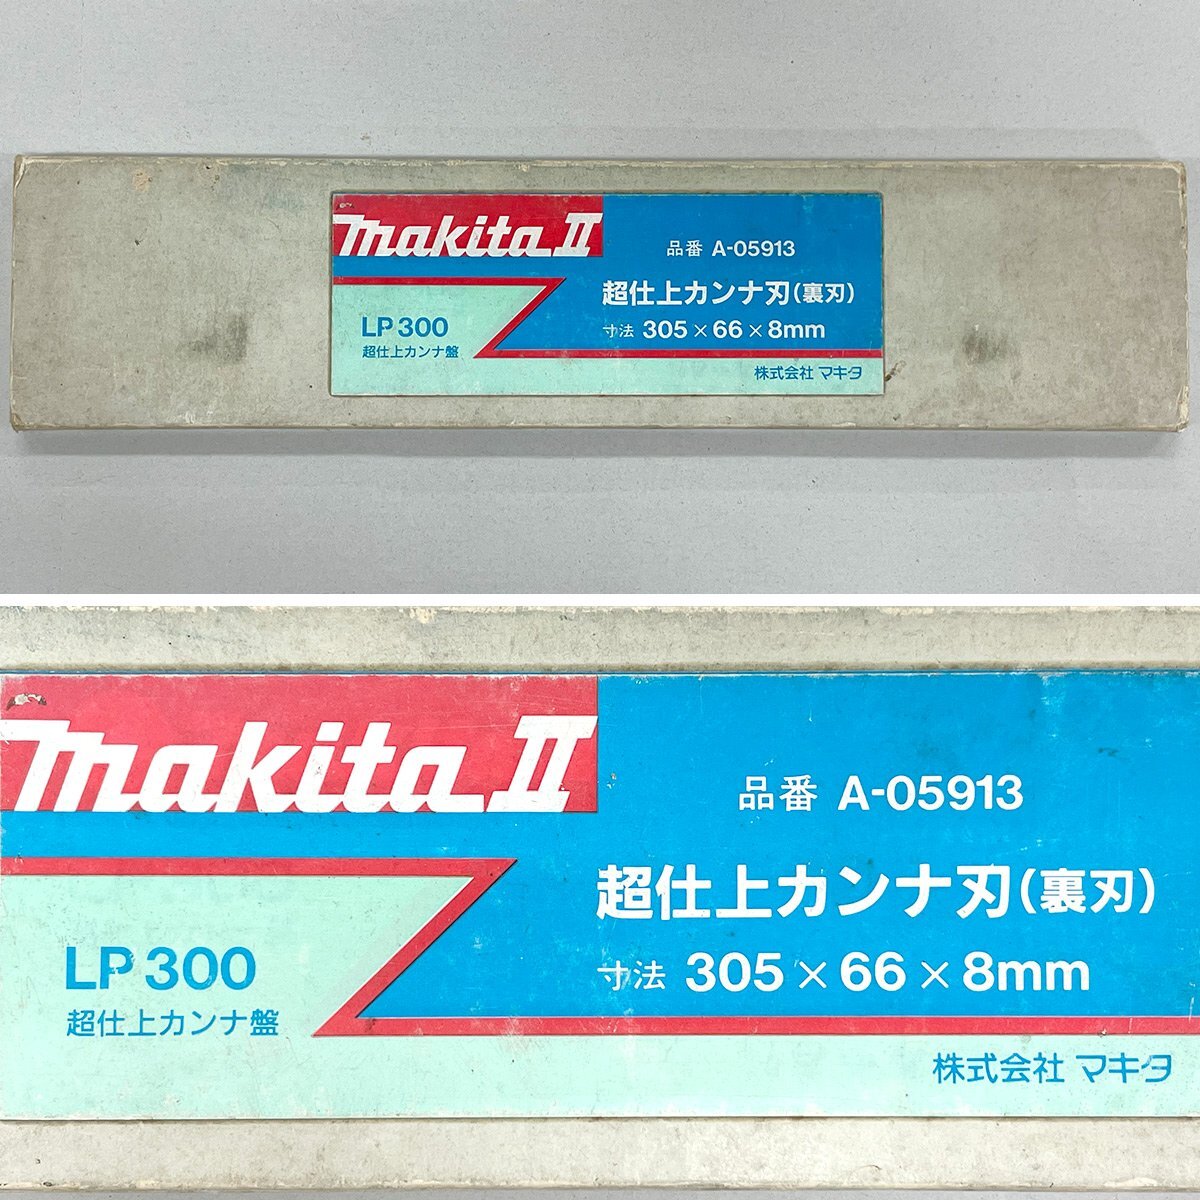 makita II
品番 A-05913
超仕上カンナ刃(裏刃)
寸法 305×66×8mm
LP300
超仕上カンナ盤
株式会社 マキタ
makita II
品番 A-05913
超仕上カンナ刃(裏刃)
寸法 305×66×8mm
LP300
超仕上カンナ盤
株式会社 マキタ